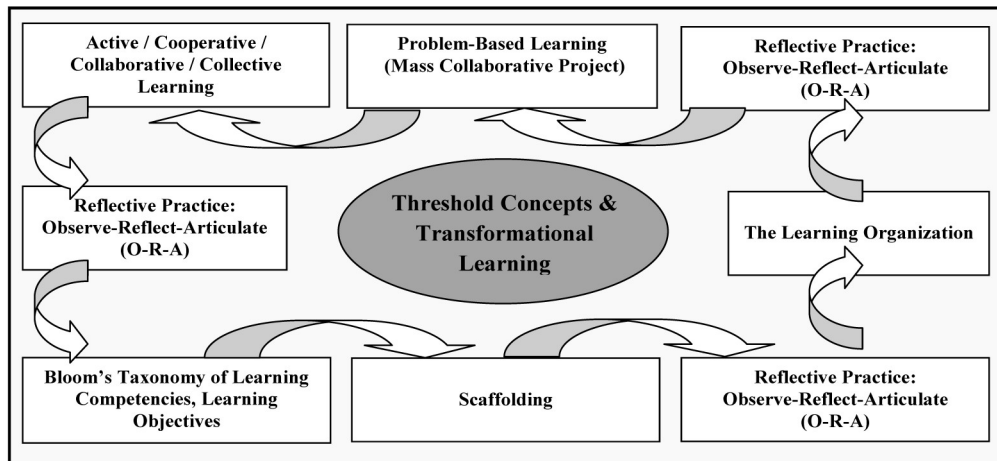 Active / Cooperative /
Collaborative / Collective
Learning
Problem-Based Learning
(Mass Collaborative Project)
Reflective Practice:
Observe-Reflect-Articulate
(O-R-A)
Reflective Practice:
Observe-Reflect-Articulate
(O-R-A)
Threshold Concepts &
Transformational
Learning
The Learning Organization
Bloom’s Taxonomy of Learning
Competencies, Learning
Objectives
Scaffolding
Reflective Practice:
Observe-Reflect-Articulate
(O-R-A)